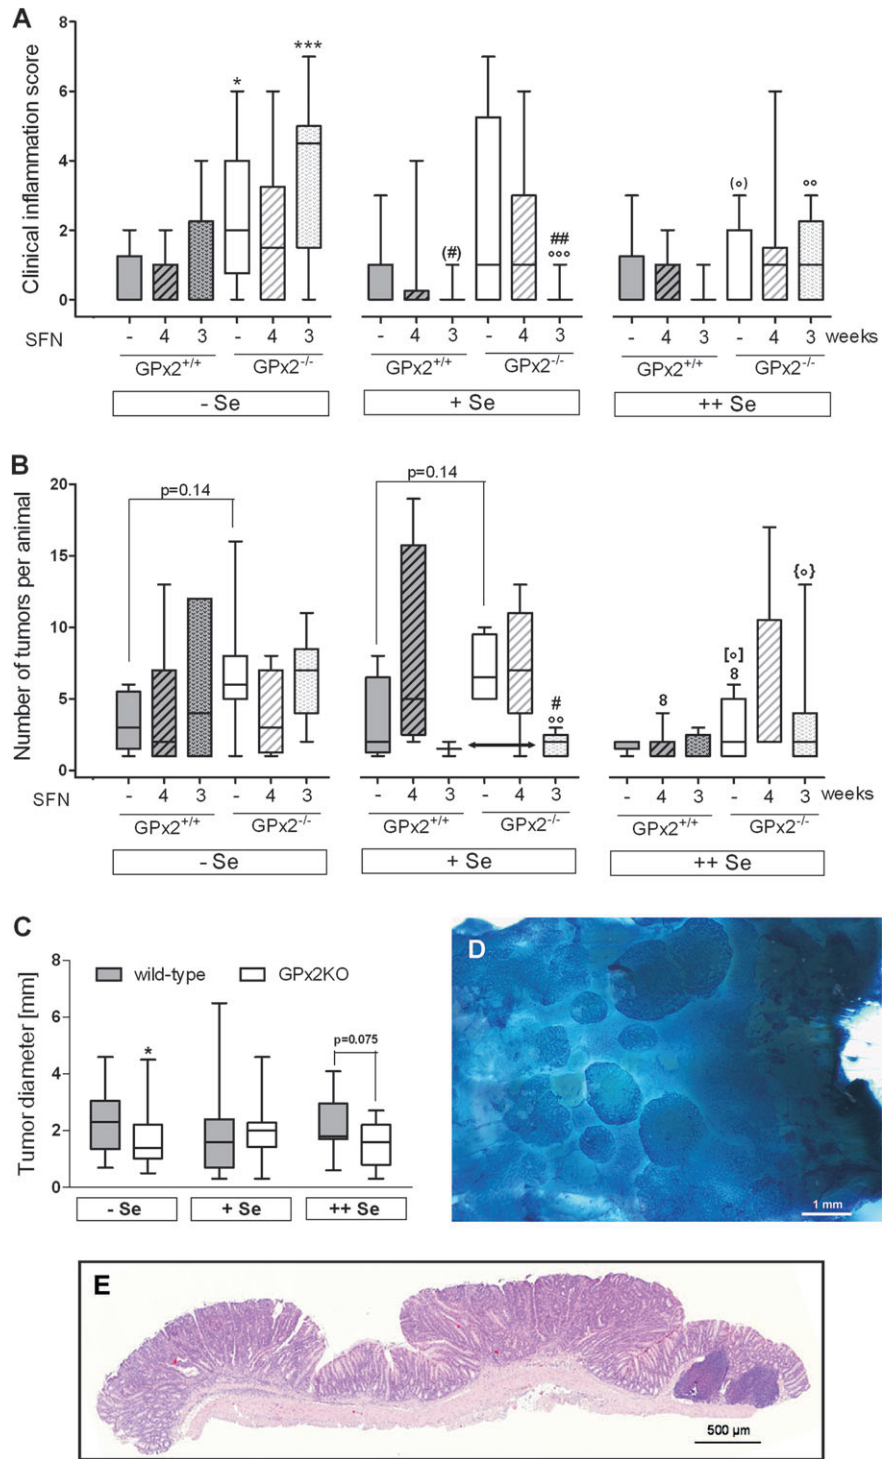 A
Clinical inflammation score
8
6
4
2
0
*
***
(#)
##
°°°
(°)
°°
SFN - 4 3 - 4 3 - 4 3 - 4 3 - 4 3 - 4 3 weeks
GPx2+/+ GPx2-/- GPx2+/+ GPx2-/- GPx2+/+ GPx2-/-
- Se + Se ++ Se
B
Number of tumors per animal
20
15
10
5
0
p=0.14
p=0.14
#
°°
8
[°]
8
{°}
SFN - 4 3 - 4 3 - 4 3 - 4 3 - 4 3 - 4 3 weeks
GPx2+/+ GPx2-/- GPx2+/+ GPx2-/- GPx2+/+ GPx2-/-
- Se + Se ++ Se
C
Tumor diameter [mm]
8
6
4
2
0
wild-type GPx2KO
*
p=0.075
- Se + Se ++ Se
D
1 mm
E
500 µm